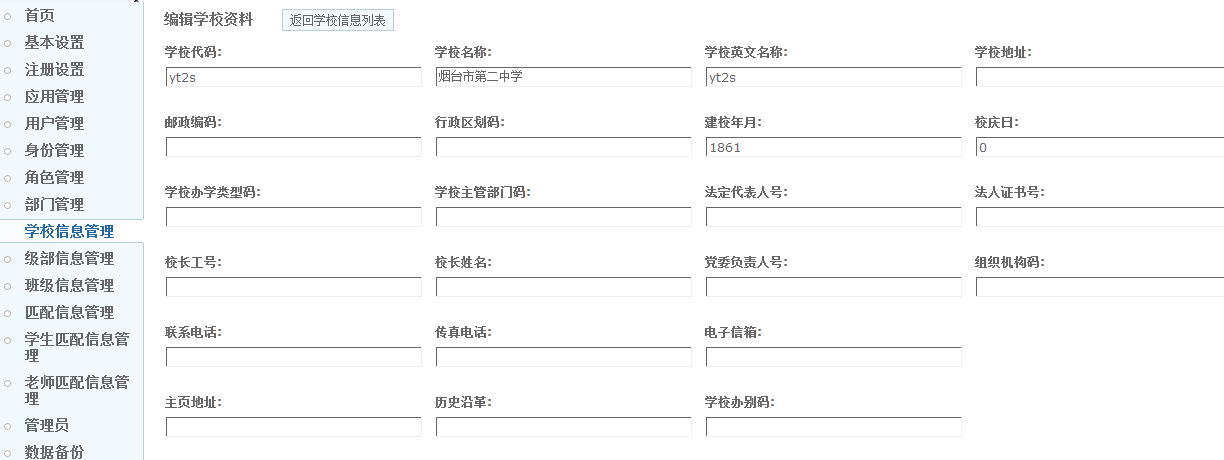 首页
基本设置
注册设置
应用管理
用户管理
身份管理
角色管理
部门管理
学校信息管理
级部信息管理
班级信息管理
匹配信息管理
学生匹配信息管
理
老师匹配信息管
理
管理员
数据备份
编辑学校资料 返回学校信息列表
学校代码: 学校名称: 学校英文名称: 学校地址:
yt2s 烟台市第二中学 yt2s
邮政编码: 行政区划码: 建校年月: 校庆日:
1861 0
学校办学类型码: 学校主管部门码: 法定代表人号: 法人证书号:
校长工号: 校长姓名: 党委负责人号: 组织机构码:
联系电话: 传真电话: 电子信箱:
主页地址: 历史沿革: 学校办别码: